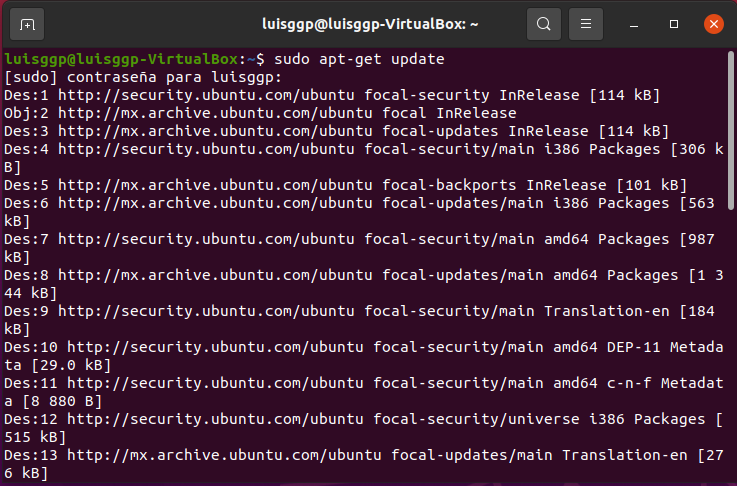 luisggp@luisggp-VirtualBox: ~
luisggp@luisggp-VirtualBox:~$ sudo apt-get update
[sudo] contraseña para luisggp:
Des:1 http://security.ubuntu.com/ubuntu focal-security InRelease [114 kB]
Obj:2 http://mx.archive.ubuntu.com/ubuntu focal InRelease
Des:3 http://mx.archive.ubuntu.com/ubuntu focal-updates InRelease [114 kB]
Des:4 http://security.ubuntu.com/ubuntu focal-security/main i386 Packages [306 k
B]
Des:5 http://mx.archive.ubuntu.com/ubuntu focal-backports InRelease [101 kB]
Des:6 http://mx.archive.ubuntu.com/ubuntu focal-updates/main i386 Packages [563
kB]
Des:7 http://security.ubuntu.com/ubuntu focal-security/main amd64 Packages [987
kB]
Des:8 http://mx.archive.ubuntu.com/ubuntu focal-updates/main amd64 Packages [1 3
44 kB]
Des:9 http://security.ubuntu.com/ubuntu focal-security/main Translation-en [184
kB]
Des:10 http://security.ubuntu.com/ubuntu focal-security/main amd64 DEP-11 Metada
ta [29.0 kB]
Des:11 http://security.ubuntu.com/ubuntu focal-security/main amd64 c-n-f Metadat
a [8 880 B]
Des:12 http://security.ubuntu.com/ubuntu focal-security/universe i386 Packages [
515 kB]
Des:13 http://mx.archive.ubuntu.com/ubuntu focal-updates/main Translation-en [27
6 kB]